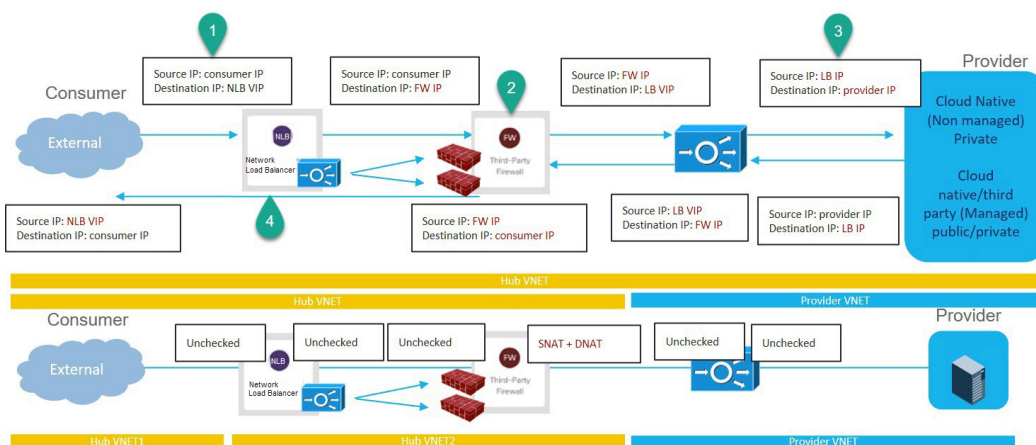 1
3
Source IP: consumer IP
Destination IP: NLB VIP
Source IP: consumer IP
Destination IP: FW IP
Source IP: FW IP
Destination IP: LB VIP
Source IP: LB IP
Destination IP: provider IP
Provider
Consumer
2
External
NLB
Network
Load Balancer
FW
Third-Party
Firewall
Cloud Native
(Non managed)
Private
Cloud
native/third
party (Managed)
public/private
4
Source IP: NLB VIP
Destination IP: consumer IP
Source IP: FW IP
Destination IP: consumer IP
Source IP: LB VIP
Destination IP: FW IP
Source IP: provider IP
Destination IP: LB IP
Hub VNET
Hub VNET
Provider VNET
Consumer
Provider
Unchecked
Unchecked
Unchecked
SNAT + DNAT
Unchecked
Unchecked
External
NLB
Network
Load Balancer
FW
Third-Party
Firewall
Hub VNET1
Hub VNET2
Provider VNET